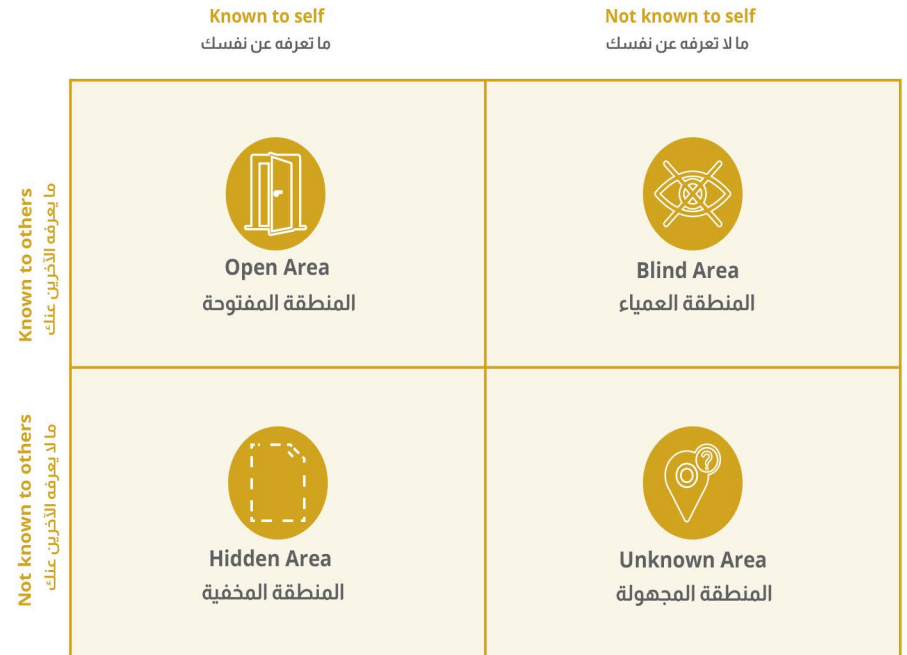 Known to self
ما تعرفه عن نفسك
Not known to self
ما لا تعرفه عن نفسك
Known to others
ما يعرفه الآخرين عنك
Open Area
المنطقة المفتوحة
Blind Area
المنطقة العمياء
Not known to others
ما لا يعرفه الآخرين عنك
Hidden Area
المنطقة المخفية
?
Unknown Area
المنطقة المجهولة